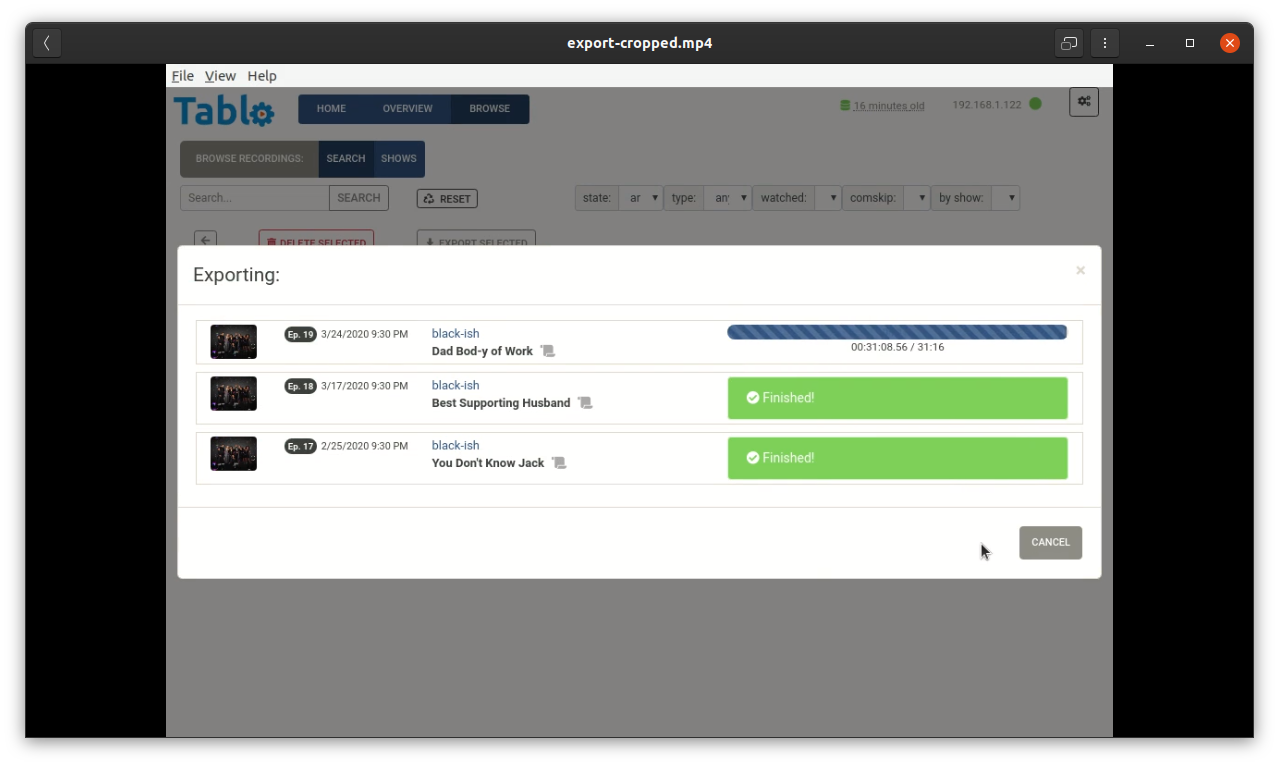 export-cropped.mp4
File View Help
Tablo HOME OVERVIEW BROWSE 16 minutes old 192.168.1.122
BROWSE RECORDINGS: SEARCH SHOWS
Search... SEARCH RESET state: ar type: an watched: comskip: by show:
DELETE SELECTED EXPORT SELECTED
Exporting: ×
Ep. 19 3/24/2020 9:30 PM black-ish
Dad Bod-y of Work 00:31:08.56 / 31:16
Ep. 18 3/17/2020 9:30 PM black-ish
Best Supporting Husband Finished!
Ep. 17 2/25/2020 9:30 PM black-ish
You Don't Know Jack Finished!
CANCEL